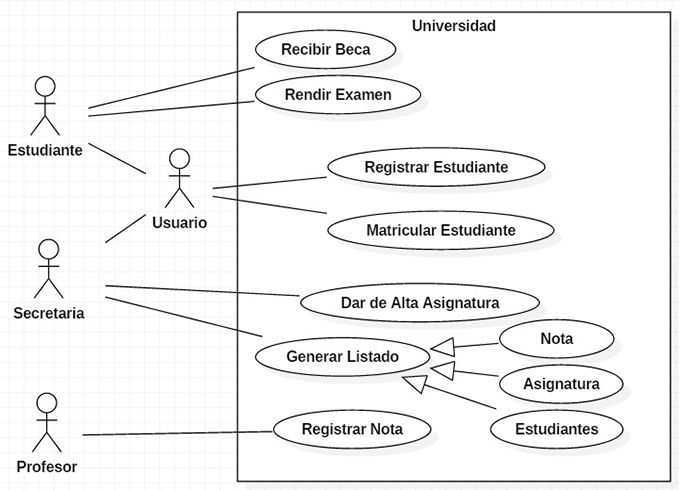 Universidad
Recibir Beca
Rendir Examen
Estudiante
Registrar Estudiante
Usuario
Matricular Estudiante
Secretaria
Dar de Alta Asignatura
Generar Listado
Nota
Asignatura
Estudiantes
Registrar Nota
Profesor